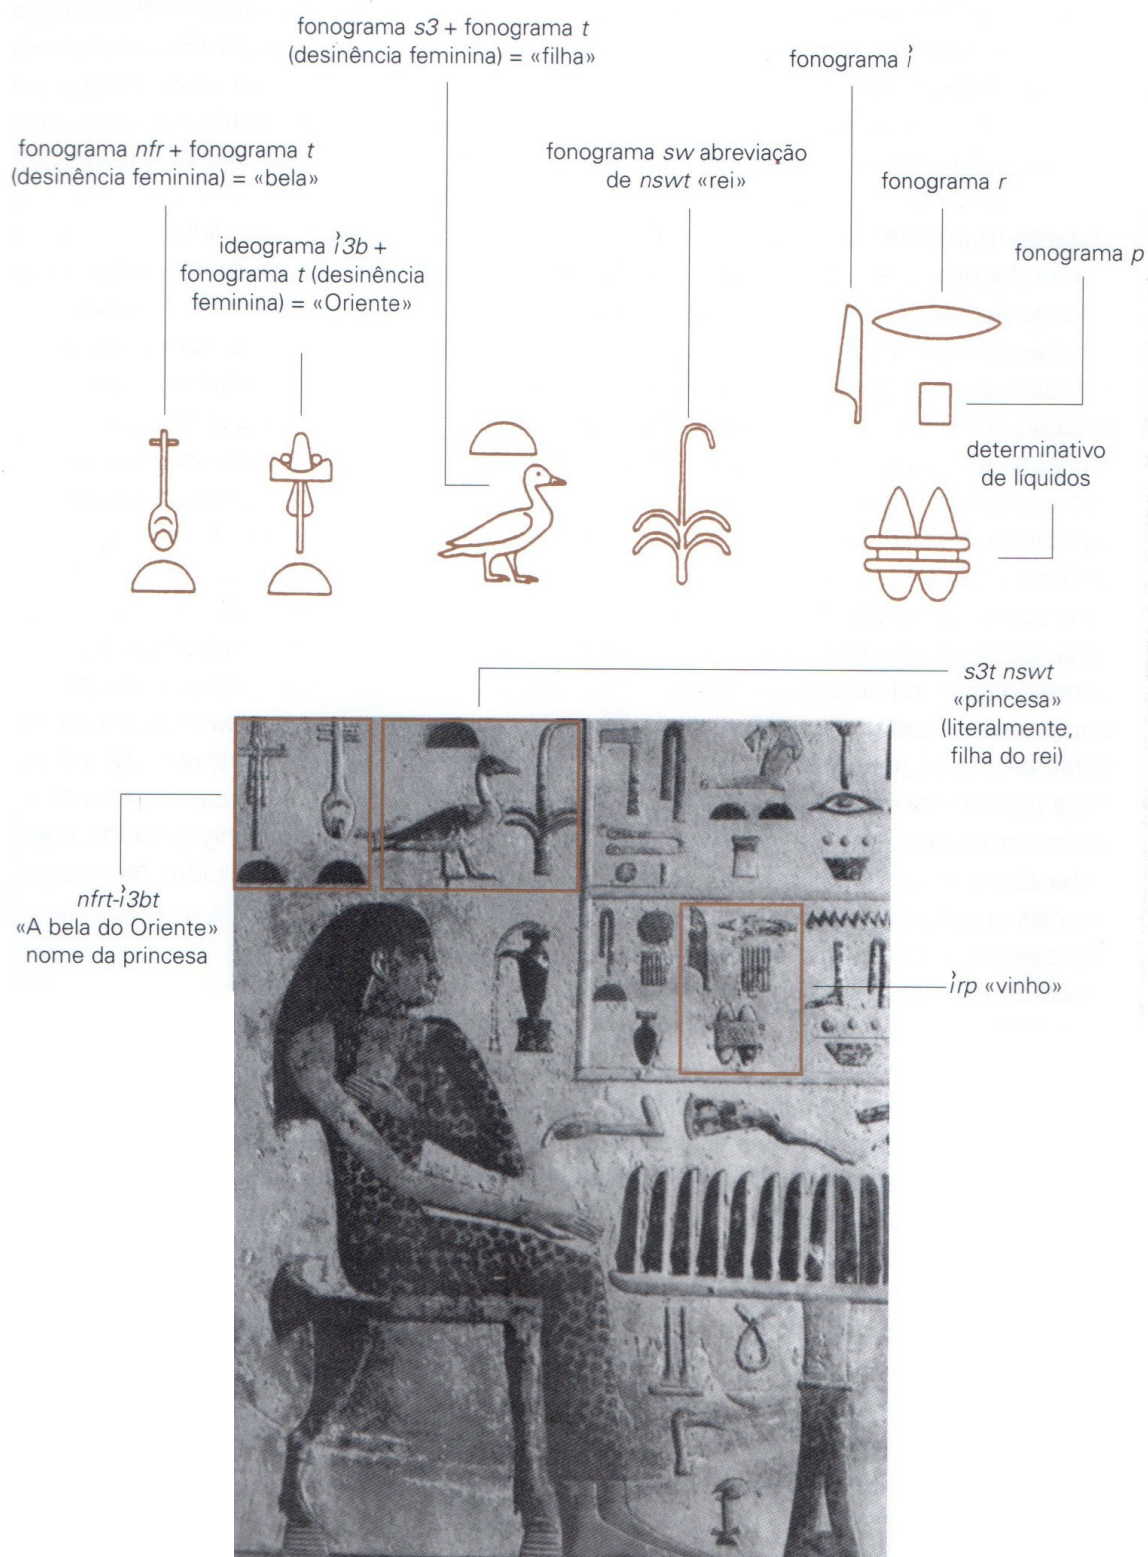 fonograma s3 + fonograma t
(desinência feminina) = «filha»
fonograma ỉ
fonograma nfr + fonograma t
(desinência feminina) = «bela»
fonograma sw abreviação
de nswt «rei»
fonograma r
ideograma ỉ3b +
fonograma t (desinência
feminina) = «Oriente»
fonograma p
determinativo
de líquidos
s3t nswt
«princesa»
(literalmente,
filha do rei)
nfrt-ỉ3bt
«A bela do Oriente»
nome da princesa
ỉrp «vinho»